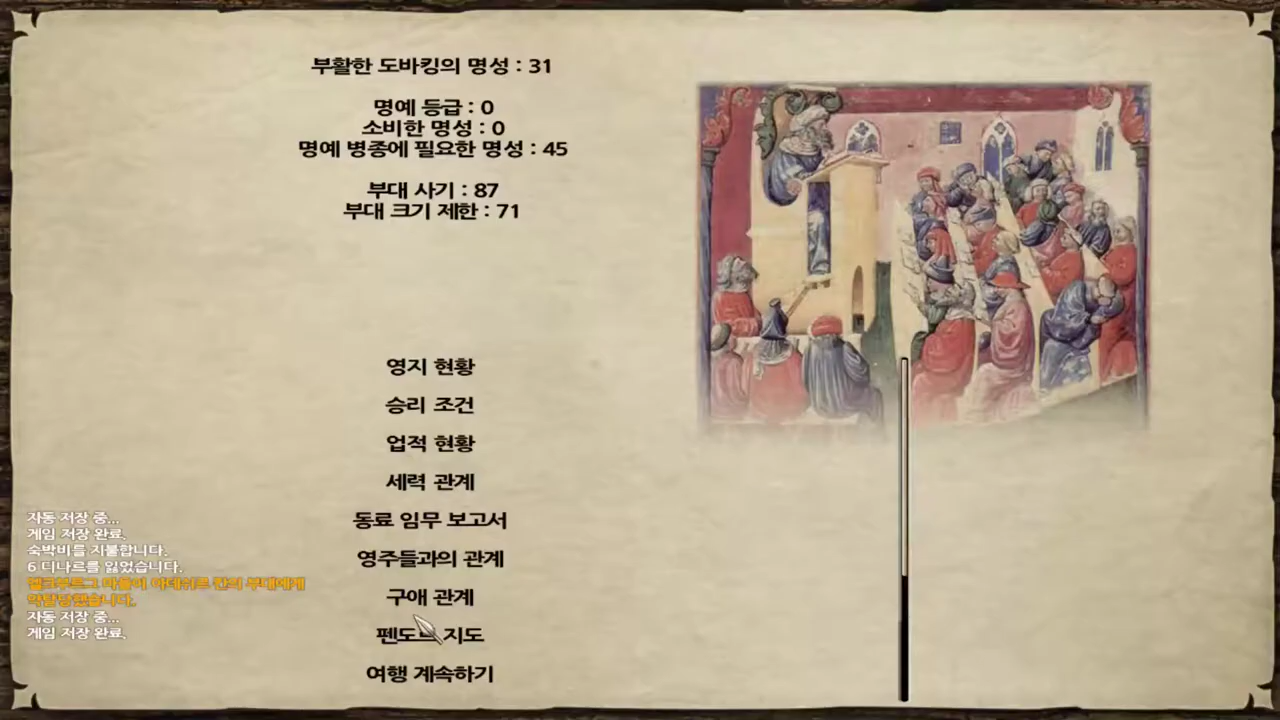 부활한 도바킹의 명성 : 31
명예 등급 : 0
소비한 명성 : 0
명예 병종에 필요한 명성 : 45
부대 사기 : 87
부대 크기 제한 : 71
영지 현황
승리 조건
업적 현황
세력 관계
동료 임무 보고서
영주들과의 관계
구애 관계
지도
여행 계속하기
자동 저장 중...
게임 저장 완료.
숙박비를 지불합니다.
6 디나르를 잃었습니다.
마을이 부대에게
약탈당했습니다.
자동 저장 중...
게임 저장 완료.